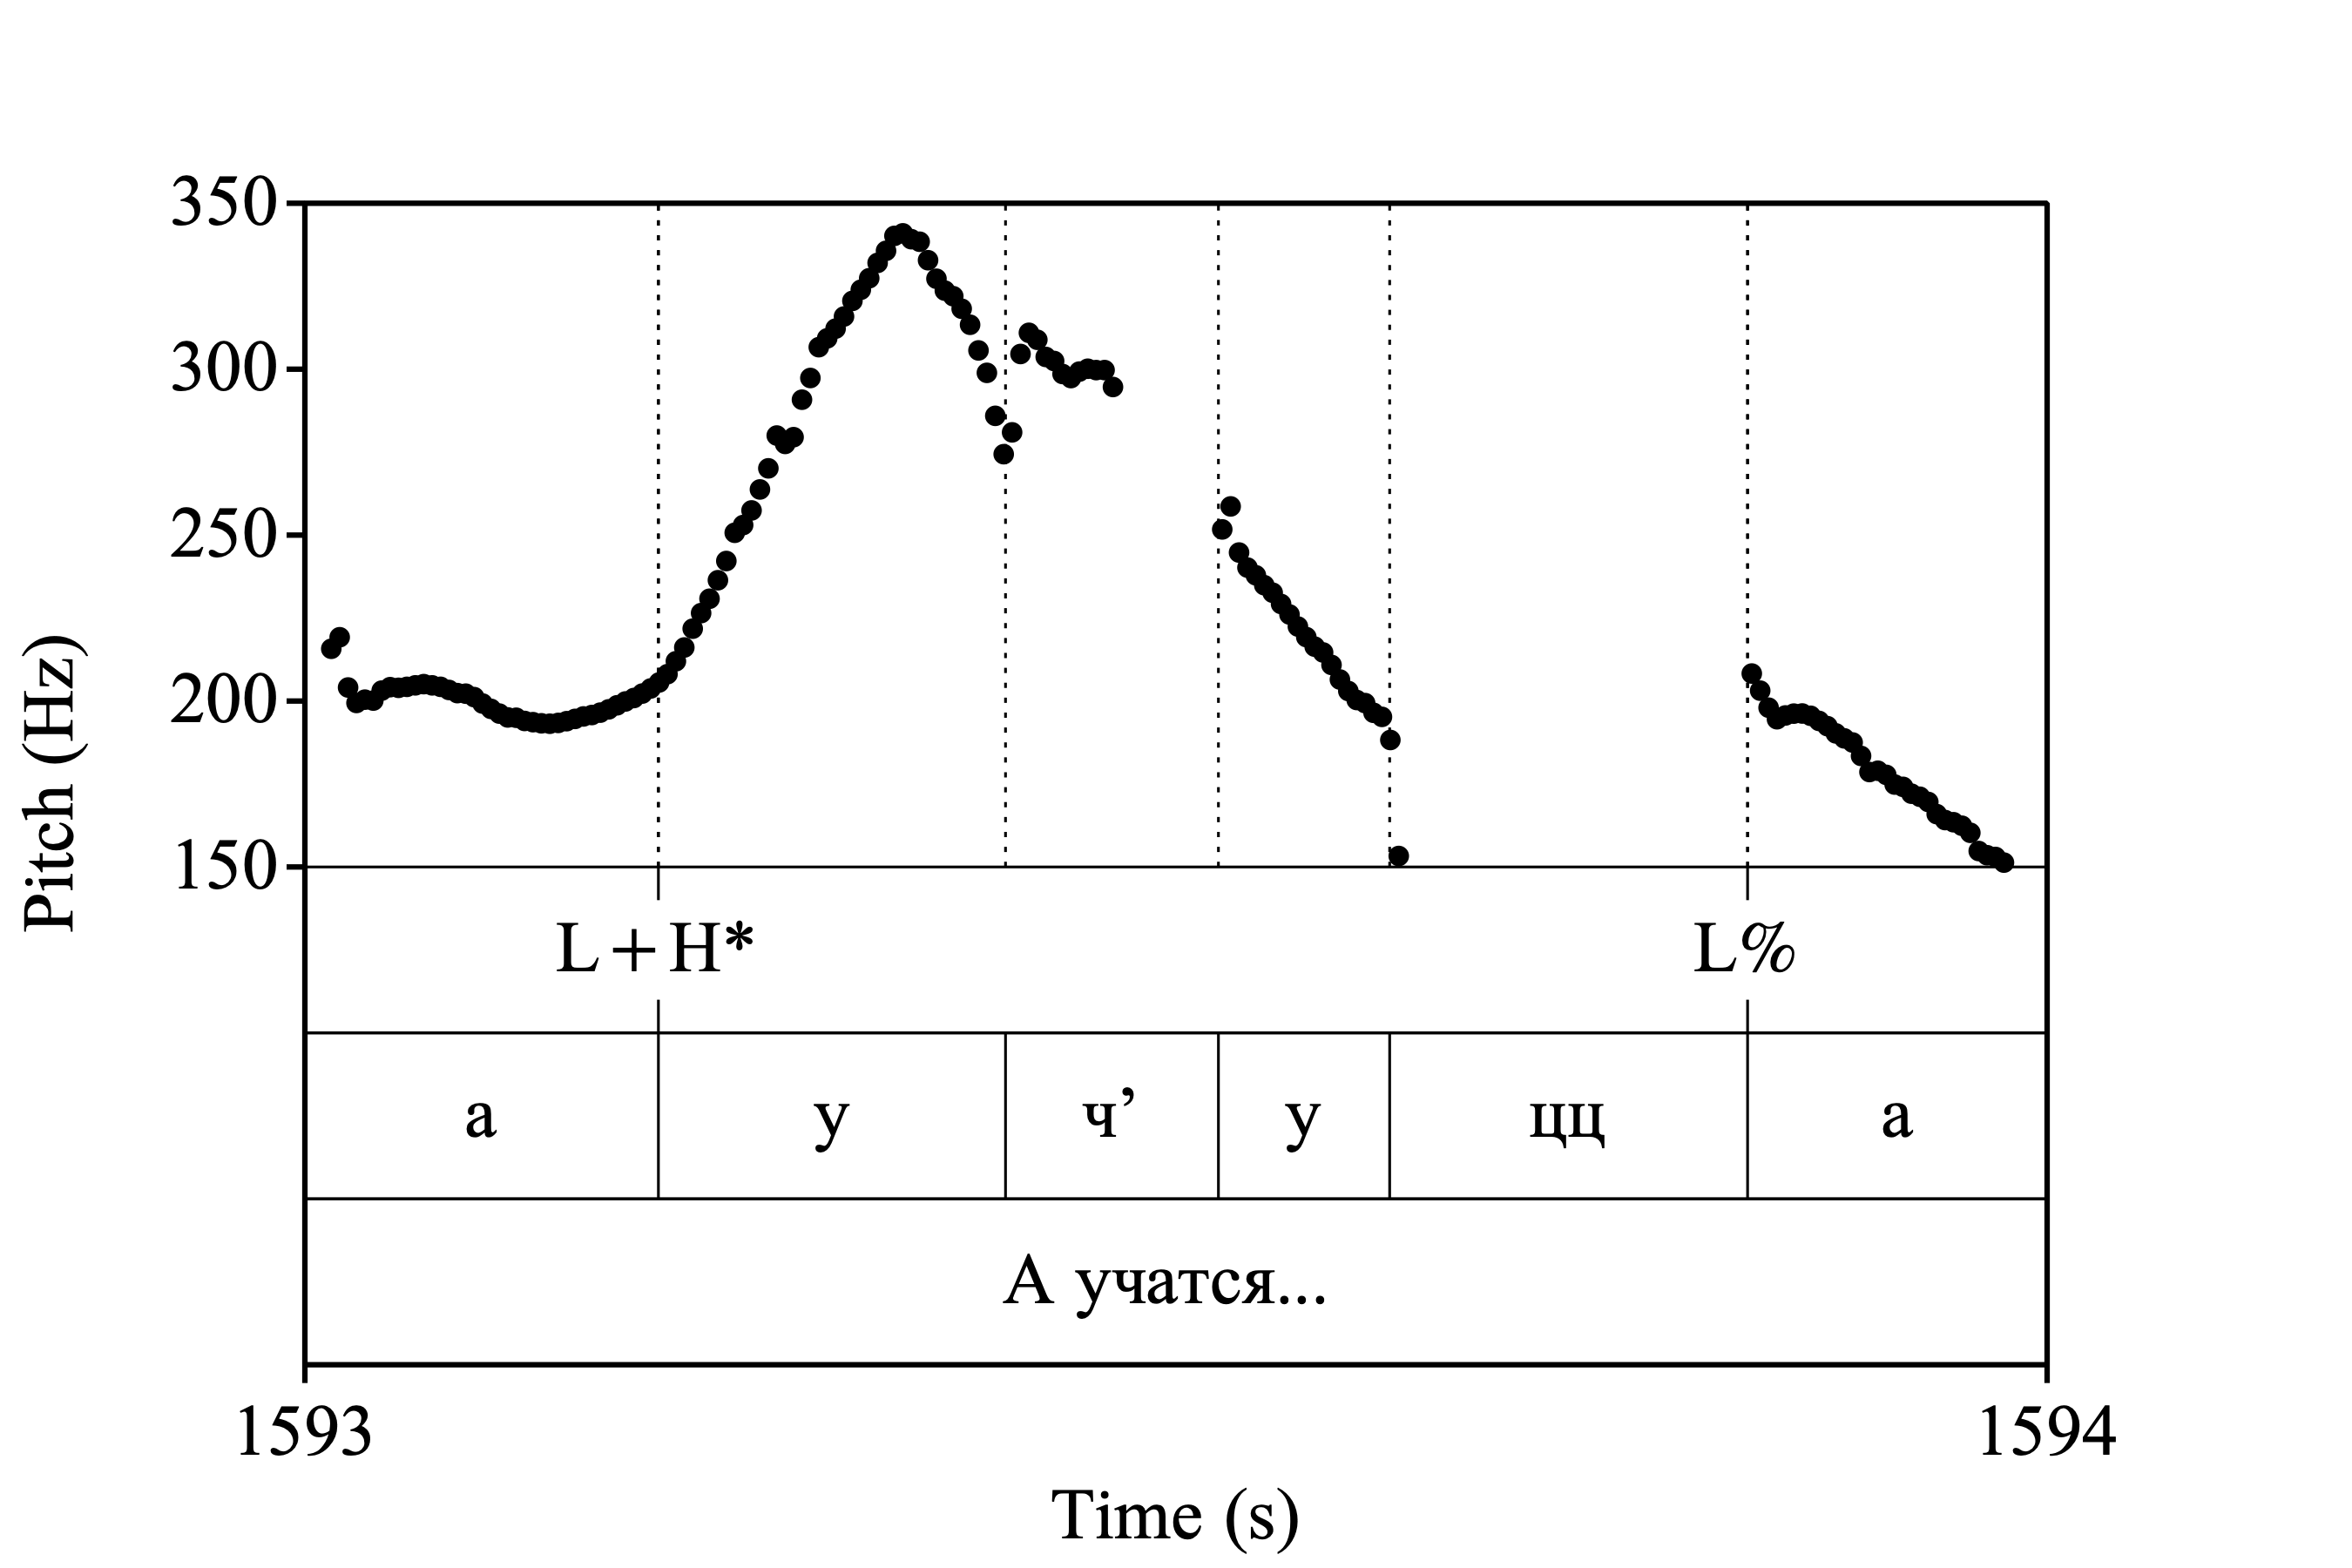 350
300
250
200
150
Pitch (Hz)
L+H* L%
а у ч’ у цц а
А учатся...
1593 1594
Time (s)